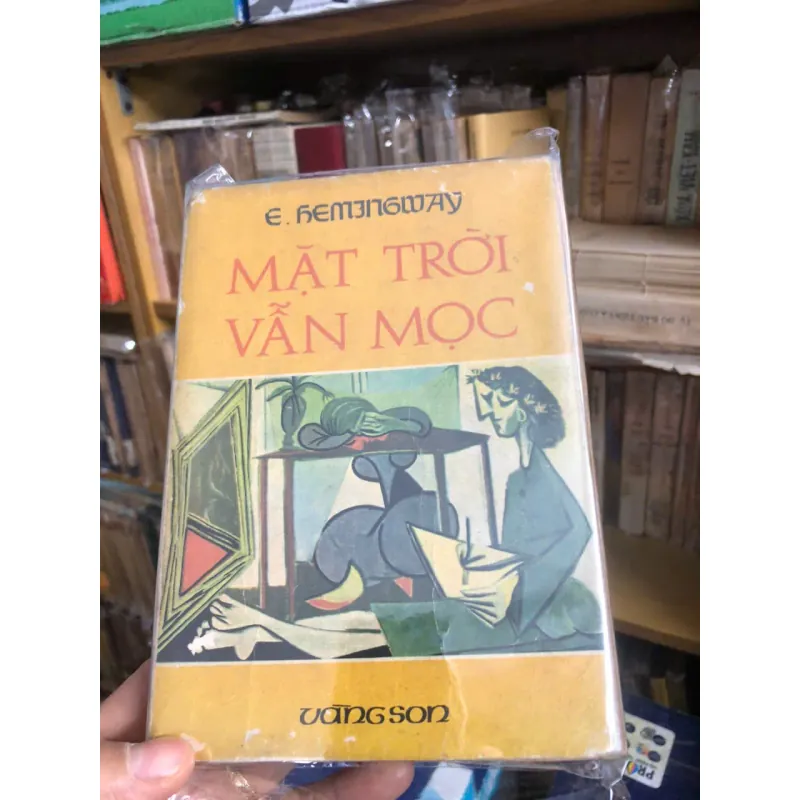 E. HEMINGWAY
MẶT TRỜI
VẪN MỌC
VÀNG SON